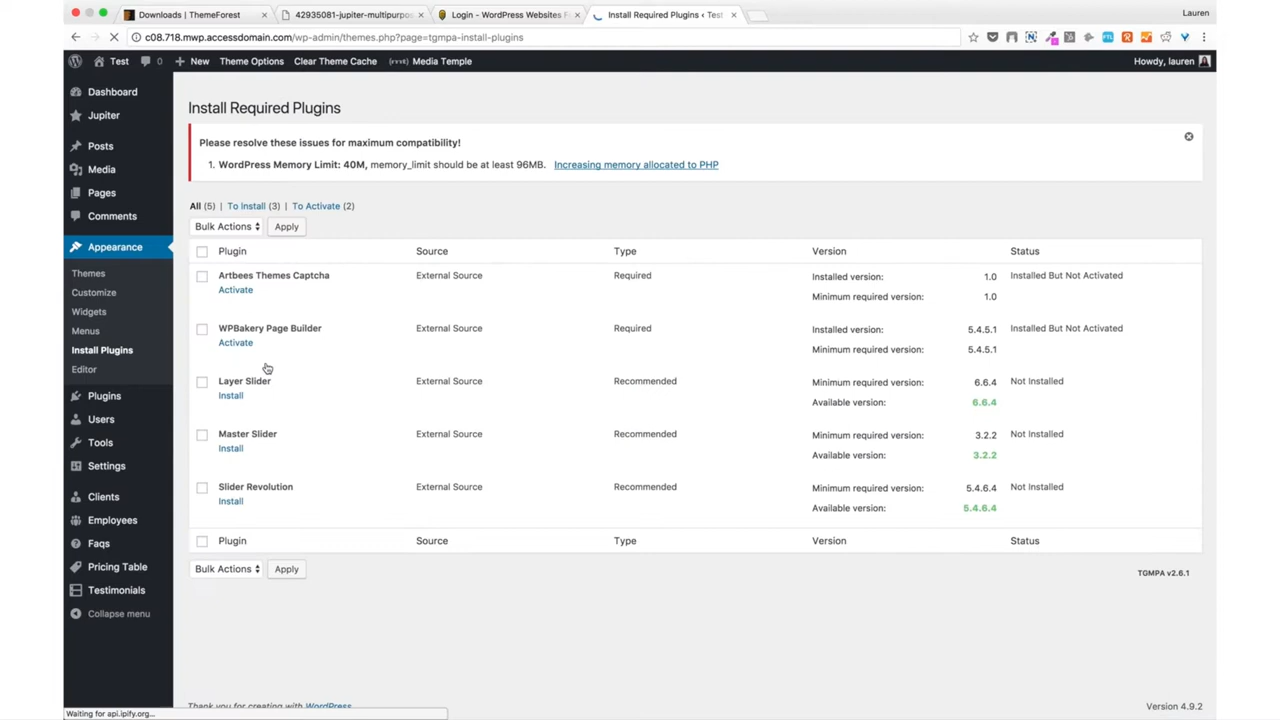 Downloads | ThemeForest
42935081-jupiter-multipurpos
Login - WordPress Websites F
Install Required Plugins ‹ Test
Lauren
c08.718.mwp.accessdomain.com/wp-admin/themes.php?page=tgmpa-install-plugins
Test 0 New Theme Options Clear Theme Cache Media Temple Howdy, lauren
Dashboard
Jupiter
Posts
Media
Pages
Comments
Appearance
Themes
Customize
Widgets
Menus
Install Plugins
Editor
Plugins
Users
Tools
Settings
Clients
Employees
Faqs
Pricing Table
Testimonials
Collapse menu
Install Required Plugins
Please resolve these issues for maximum compatibility!
1. WordPress Memory Limit: 40M, memory_limit should be at least 96MB. Increasing memory allocated to PHP
All (5) | To Install (3) | To Activate (2)
Bulk Actions Apply
Plugin Source Type Version Status
Artbees Themes Captcha External Source Required Installed version: 1.0 Installed But Not Activated
Activate Minimum required version: 1.0
WPBakery Page Builder External Source Required Installed version: 5.4.5.1 Installed But Not Activated
Activate Minimum required version: 5.4.5.1
Layer Slider External Source Recommended Minimum required version: 6.6.4 Not Installed
Install Available version: 6.6.4
Master Slider External Source Recommended Minimum required version: 3.2.2 Not Installed
Install Available version: 3.2.2
Slider Revolution External Source Recommended Minimum required version: 5.4.6.4 Not Installed
Install Available version: 5.4.6.4
Plugin Source Type Version Status
Bulk Actions Apply
TGMPA v2.6.1
Thank you for creating with WordPress
Version 4.9.2
Waiting for api.ipify.org...